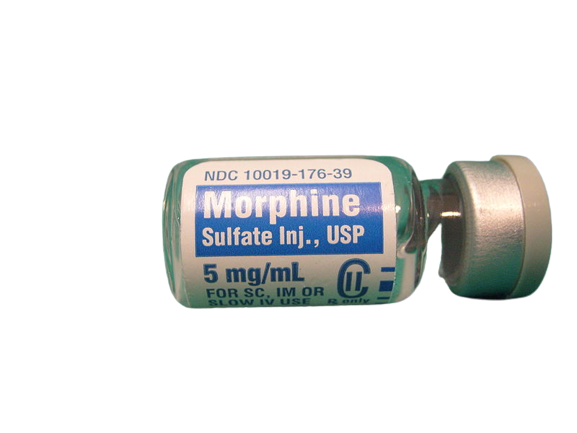 NDC 10019-176-39
Morphine
Sulfate Inj., USP
5 mg/mL
CII
FOR SC, IM OR
SLOW IV USE ℞ only